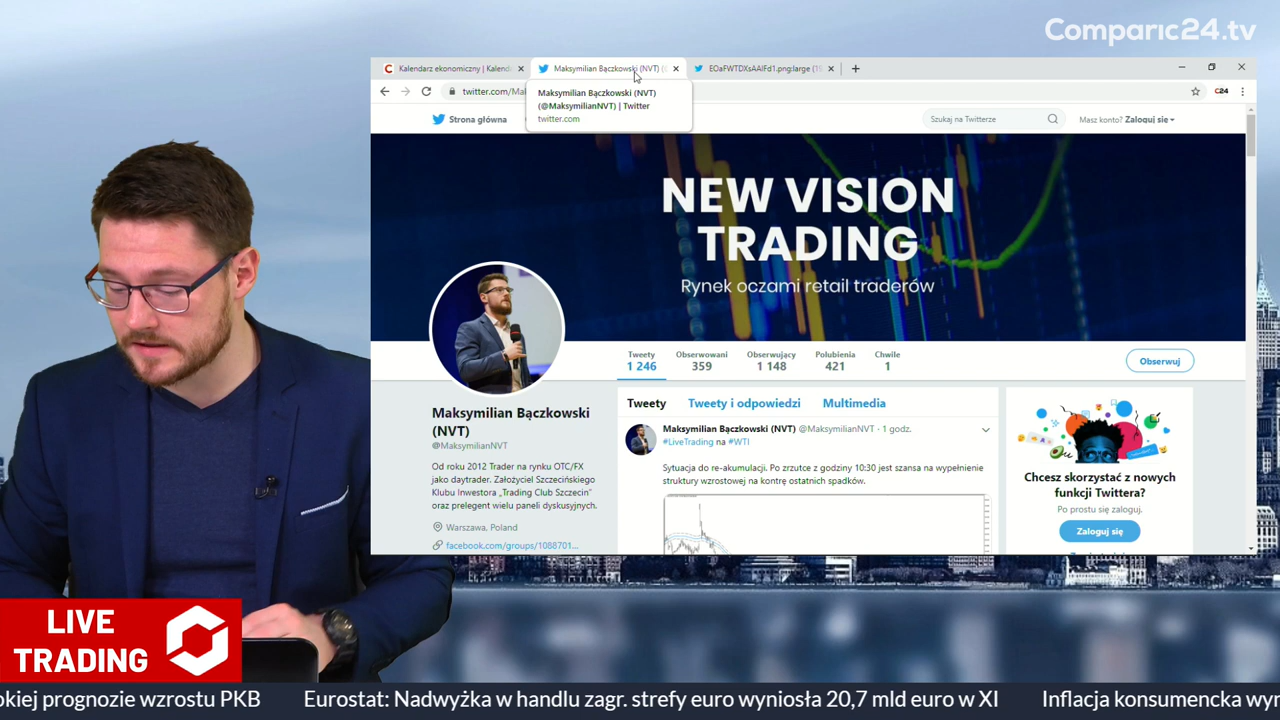 Comparic24.tv
Kalendarz ekonomiczny | Kalend
Maksymilian Bączkowski (NVT) (
EOaFWTDXsAAIFd1.png:large (
twitter.com/Mak
Maksymilian Bączkowski (NVT)
(@MaksymilianNVT) | Twitter
twitter.com
C24
Strona główna
Szukaj na Twitterze
Masz konto? Zaloguj się
NEW VISION
TRADING
Rynek oczami retail traderów
Tweety Obserwowani Obserwujący Polubienia Chwile
1 246 359 1 148 421 1
Obserwuj
Maksymilian Bączkowski
(NVT)
@MaksymilianNVT
Od roku 2012 Trader na rynku OTC/FX
jako daytrader. Założyciel Szczecińskiego
Klubu Inwestora „Trading Club Szczecin”
oraz prelegent wielu paneli dyskusyjnych.
Warszawa, Poland
facebook.com/groups/1088701...
Tweety Tweety i odpowiedzi Multimedia
Maksymilian Bączkowski (NVT) @MaksymilianNVT · 1 godz.
#LiveTrading na #WTI
Sytuacja do re-akumulacji. Po zrzutce z godziny 10:30 jest szansa na wypełnienie
struktury wzrostowej na kontrę ostatnich spadków.
Chcesz skorzystać z nowych
funkcji Twittera?
Po prostu się zaloguj.
Zaloguj się
LIVE
TRADING
okiej prognozie wzrostu PKB Eurostat: Nadwyżka w handlu zagr. strefy euro wyniosła 20,7 mld euro w XI Inflacja konsumencka wyn